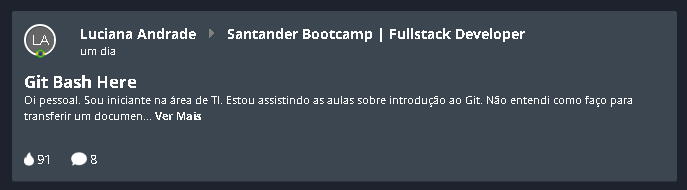 LA
Luciana Andrade Santander Bootcamp | Fullstack Developer
um dia
Git Bash Here
Oi pessoal. Sou iniciante na área de TI. Estou assistindo as aulas sobre introdução ao Git. Não entendi como faço para
transferir um documen... Ver Mais
91 8